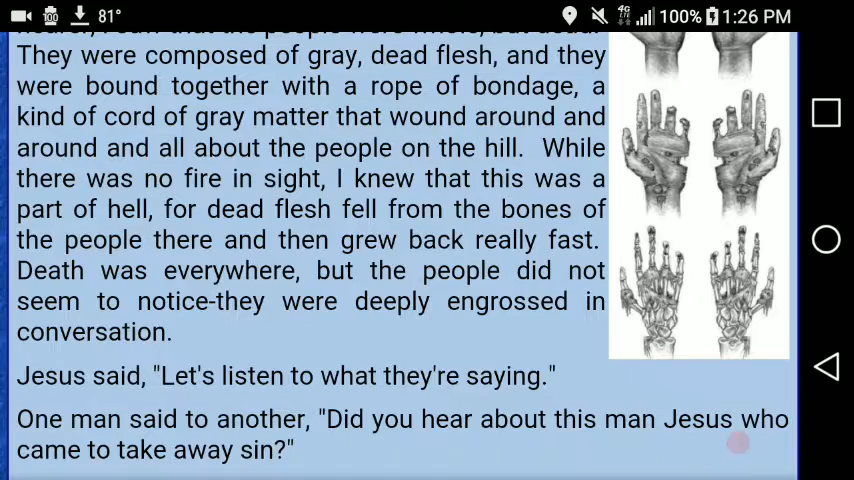 100 81° 4G LTE 100% 1:26 PM
They were composed of gray, dead flesh, and they
were bound together with a rope of bondage, a
kind of cord of gray matter that wound around and
around and all about the people on the hill. While
there was no fire in sight, I knew that this was a
part of hell, for dead flesh fell from the bones of
the people there and then grew back really fast.
Death was everywhere, but the people did not
seem to notice-they were deeply engrossed in
conversation.
Jesus said, "Let's listen to what they're saying."
One man said to another, "Did you hear about this man Jesus who
came to take away sin?"